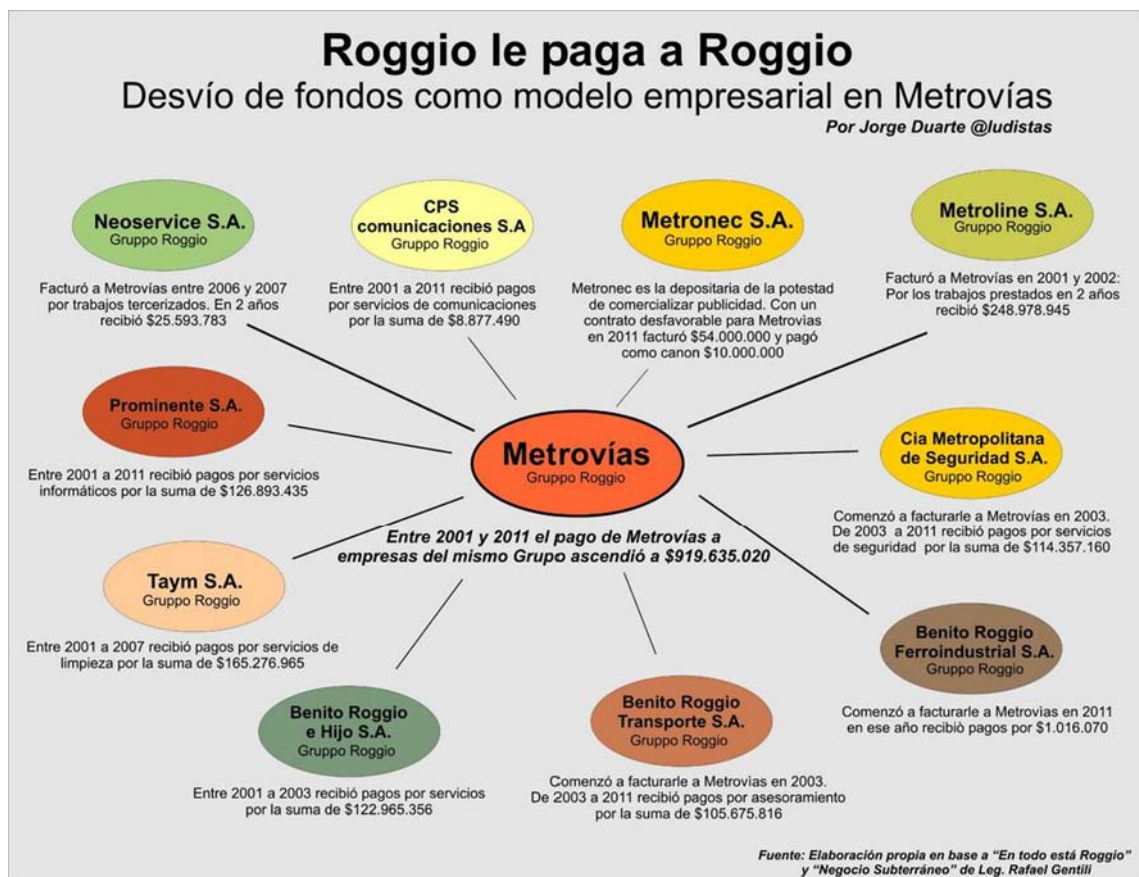 Roggio le paga a Roggio
Desvío de fondos como modelo empresarial en Metrovías
Por Jorge Duarte @ludistas
Neoservice S.A.
Gruppo Roggio
Facturó a Metrovías entre 2006 y 2007
por trabajos tercerizados. En 2 años
recibió $25.593.783
CPS
comunicaciones S.A
Gruppo Roggio
Entre 2001 a 2011 recibió pagos
por servicios de comunicaciones
por la suma de $8.877.490
Metronec S.A.
Gruppo Roggio
Metronec es la depositaria de la potestad
de comercializar publicidad. Con un
contrato desfavorable para Metrovìas
en 2011 facturó $54.000.000 y pagó
como canon $10.000.000
Metroline S.A.
Gruppo Roggio
Facturó a Metrovías en 2001 y 2002:
Por los trabajos prestados en 2 años
recibió $248.978.945
Prominente S.A.
Gruppo Roggio
Entre 2001 a 2011 recibió pagos por servicios
informáticos por la suma de $126.893.435
Metrovías
Gruppo Roggio
Entre 2001 y 2011 el pago de Metrovías a
empresas del mismo Grupo ascendió a $919.635.020
Cia Metropolitana
de Seguridad S.A.
Gruppo Roggio
Comenzó a facturarle a Metrovías en 2003.
De 2003 a 2011 recibió pagos por servicios
de seguridad por la suma de $114.357.160
Taym S.A.
Gruppo Roggio
Entre 2001 a 2007 recibió pagos por servicios de
limpieza por la suma de $165.276.965
Benito Roggio
Ferroindustrial S.A.
Gruppo Roggio
Comenzó a facturarle a Metrovìas en 2011
en ese año recibiò pagos por $1.016.070
Benito Roggio
e Hijo S.A.
Gruppo Roggio
Entre 2001 a 2003 recibió pagos por servicios
por la suma de $122.965.356
Benito Roggio
Transporte S.A.
Gruppo Roggio
Comenzó a facturarle a Metrovìas en 2003.
De 2003 a 2011 recibió pagos por asesoramiento
por la suma de $105.675.816
Fuente: Elaboración propia en base a “En todo está Roggio”
y “Negocio Subterráneo” de Leg. Rafael Gentili